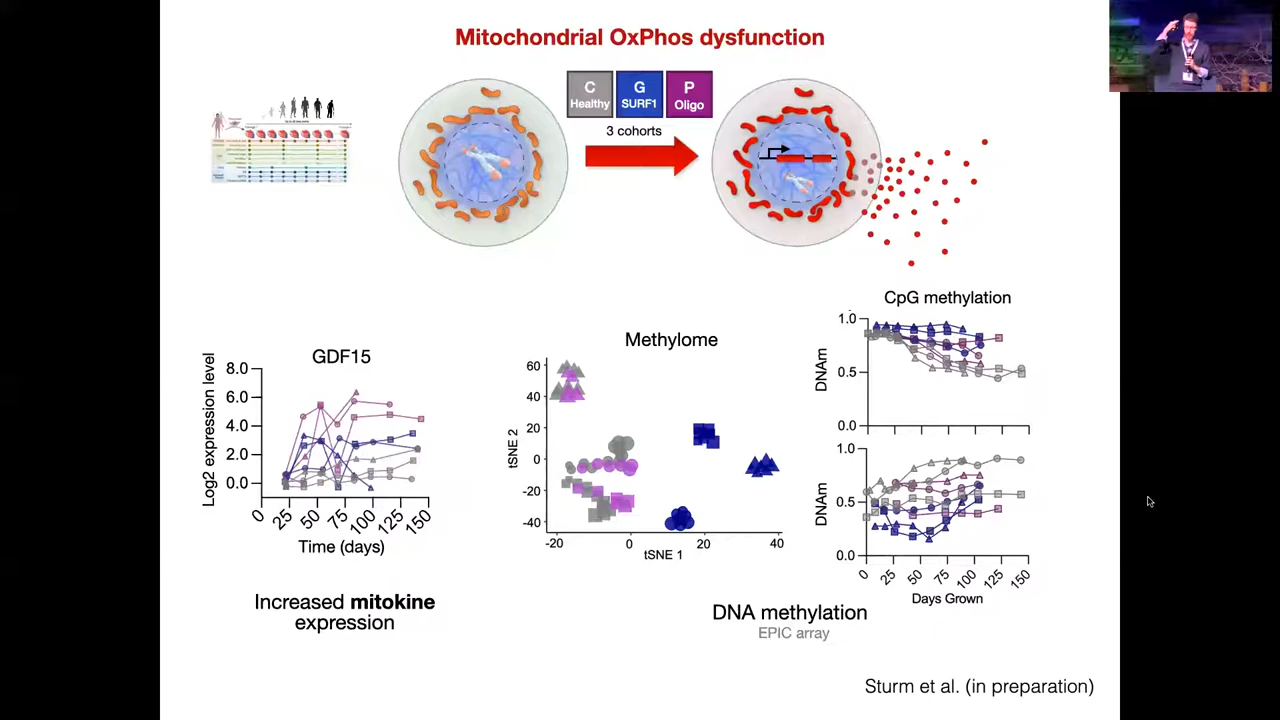 Mitochondrial OxPhos dysfunction
C
Healthy
G
SURF1
P
Oligo
3 cohorts
GDF15
Log2 expression level
8.0
6.0
4.0
2.0
0.0
0 25 50 75 100 125 150
Time (days)
Increased mitokine
expression
Methylome
tSNE 2
60
40
20
0
-20
-40
-20 0 20 40
tSNE 1
CpG methylation
DNAm
1.0
0.5
0.0
DNAm
1.0
0.5
0.0
0 25 50 75 100 125 150
Days Grown
DNA methylation
EPIC array
Sturm et al. (in preparation)